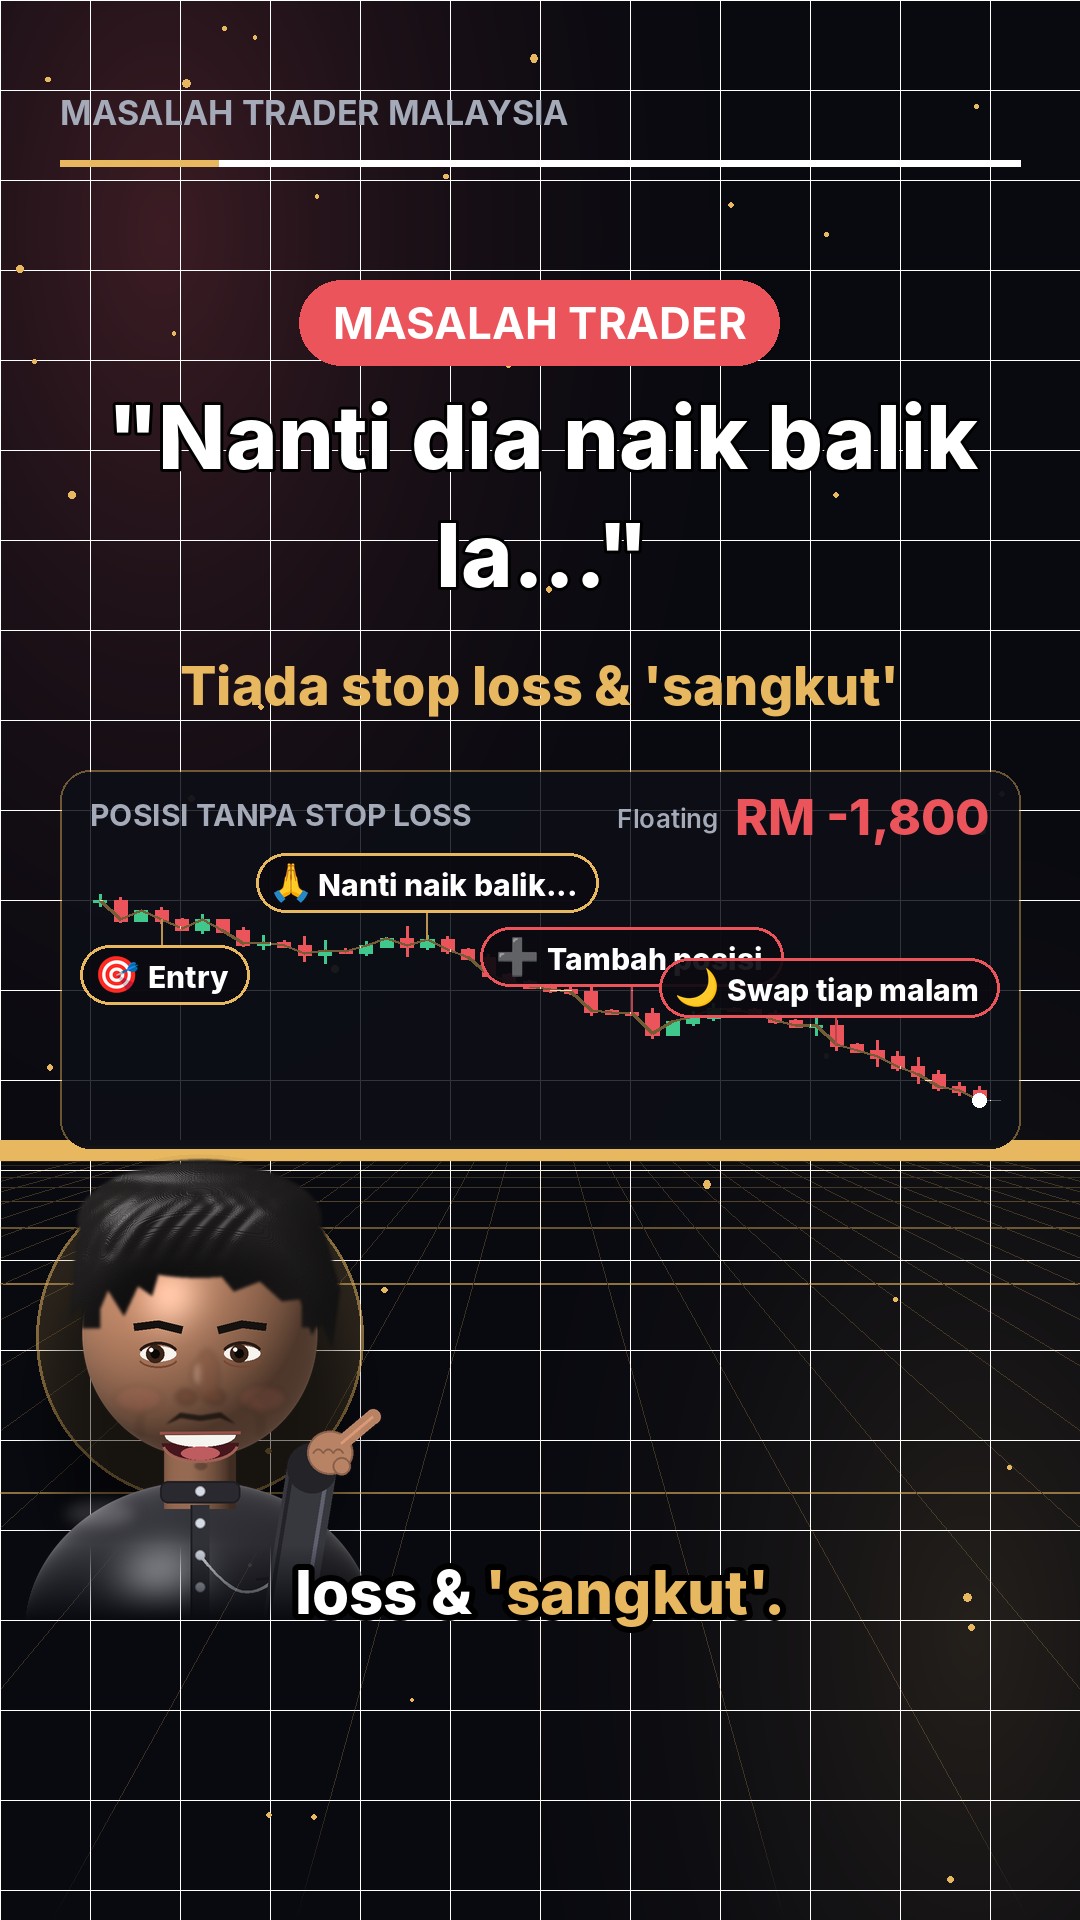 MASALAH TRADER MALAYSIA
MASALAH TRADER
"Nanti dia naik balik
la..."
Tiada stop loss & 'sangkut'
POSISI TANPA STOP LOSS
Floating RM -1,800
🙏 Nanti naik balik...
🎯 Entry
➕ Tambah posisi
🌙 Swap tiap malam
loss & 'sangkut'.